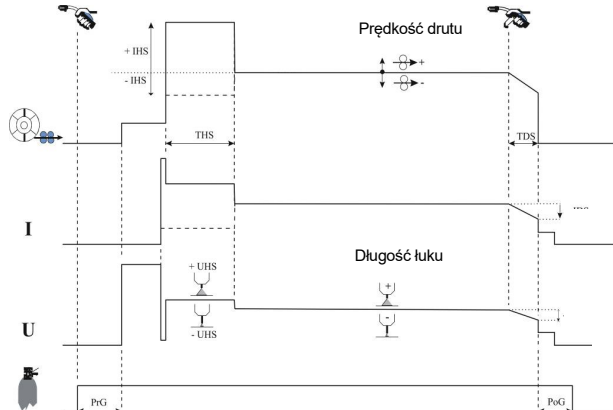 Prędkość drutu
+ IHS
- IHS
+
-
THS
TDS
I
Długość łuku
+ UHS
+
- UHS
-
U
PrG
PoG